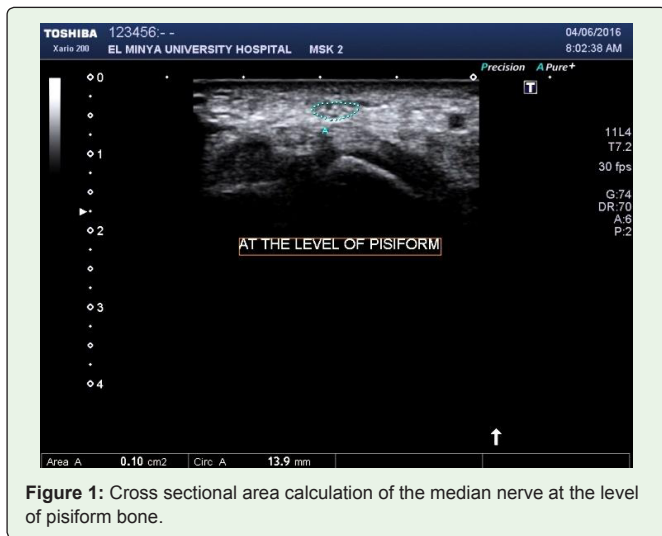 TOSHIBA 123456:- - 04/06/2016
Xario 200 EL MINYA UNIVERSITY HOSPITAL MSK 2 8:02:38 AM
Precision A Pure+
T
0
11L4
T7.2
A
1
30 fps
G:74
DR:70
A:6
P:2
2
AT THE LEVEL OF PISIFORM
3
4
Area A 0.10 cm2 Circ A 13.9 mm
Figure 1: Cross sectional area calculation of the median nerve at the level
of pisiform bone.